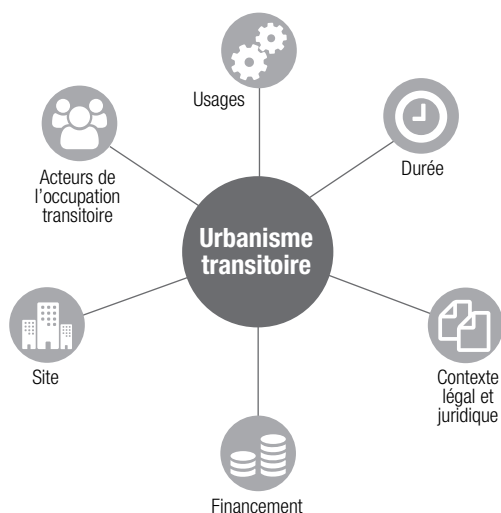 Usages
Durée
Acteurs de
l’occupation
transitoire
Urbanisme
transitoire
Site
Contexte
légal et
juridique
Financement